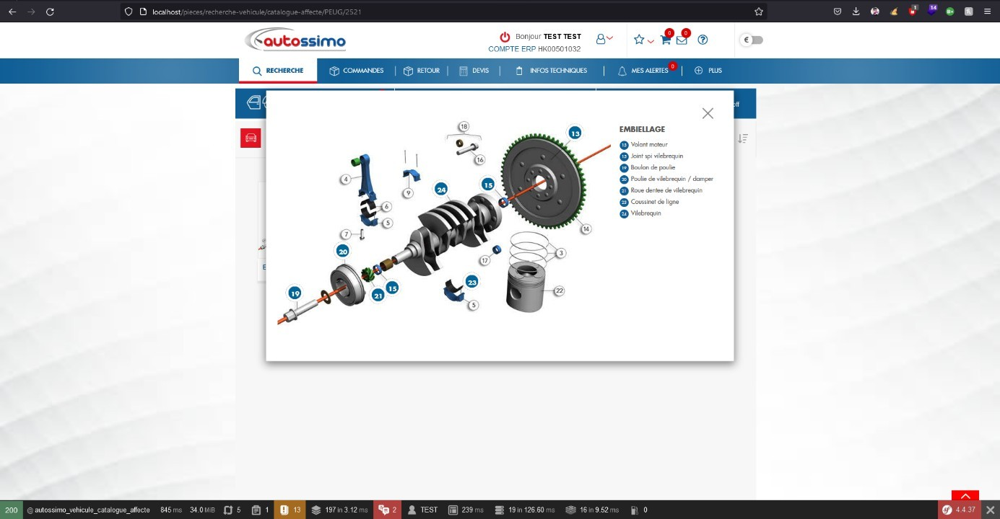 localhost/pieces/recherche-vehicule/catalogue-affecte/PEUG/2521
1
14
autossimo
Bonjour TEST TEST
COMPTE ERP HK00501032
0
0
€
RECHERCHE
COMMANDES
RETOUR
DEVIS
INFOS TECHNIQUES
MES ALERTES
0
PLUS
off
EMBIELLAGE
13 Volant moteur
15 Joint spi vilebrequin
19 Boulon de poulie
20 Poulie de vilebrequin / damper
21 Roue dentee de vilebrequin
23 Coussinet de ligne
24 Vilebrequin
18
13
16
4
9
24
15
6
5
7
14
20
17
3
21
15
23
22
19
5
E
200 @ autossimo_vehicule_catalogue_affecte 845 ms 34.0 MiB 5 1 13 197 in 3.12 ms 2 TEST 239 ms 19 in 126.60 ms 16 in 9.52 ms 0 sf 4.4.37